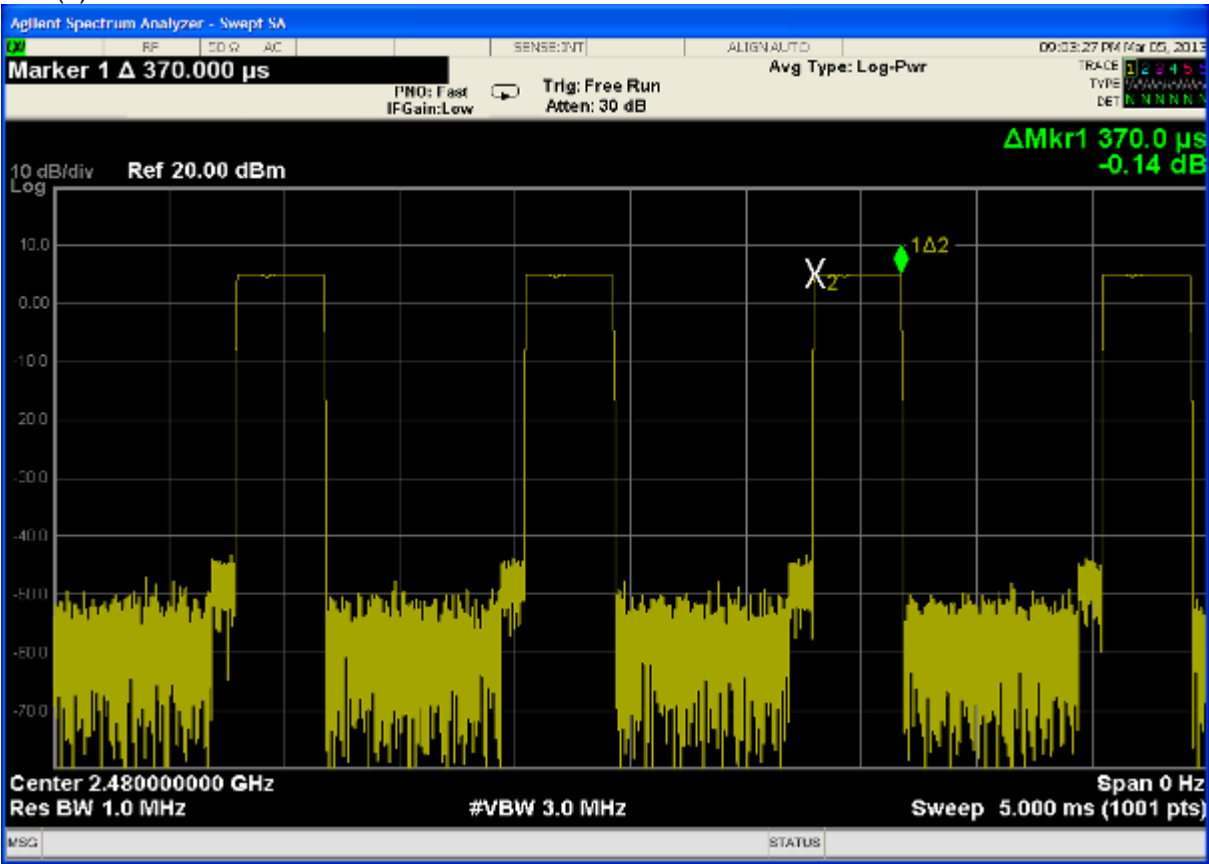 Agilent Spectrum Analyzer - Swept SA
RF 50 Ω AC SENSE:INT ALIGN AUTO 09:03:27 PM Mar 05, 2013
Marker 1 Δ 370.000 µs
Avg Type: Log-Pwr
TRACE 1 2 3 4 5 6
PNO: Fast Trig: Free Run
TYPE
IFGain:Low Atten: 30 dB
DET N N N N N N
ΔMkr1 370.0 µs
-0.14 dB
10 dB/div Ref 20.00 dBm
Log
10.0
1Δ2
X2
0.00
-10.0
-20.0
-30.0
-40.0
-50.0
-60.0
-70.0
Center 2.480000000 GHz Span 0 Hz
Res BW 1.0 MHz #VBW 3.0 MHz Sweep 5.000 ms (1001 pts)
MSG STATUS